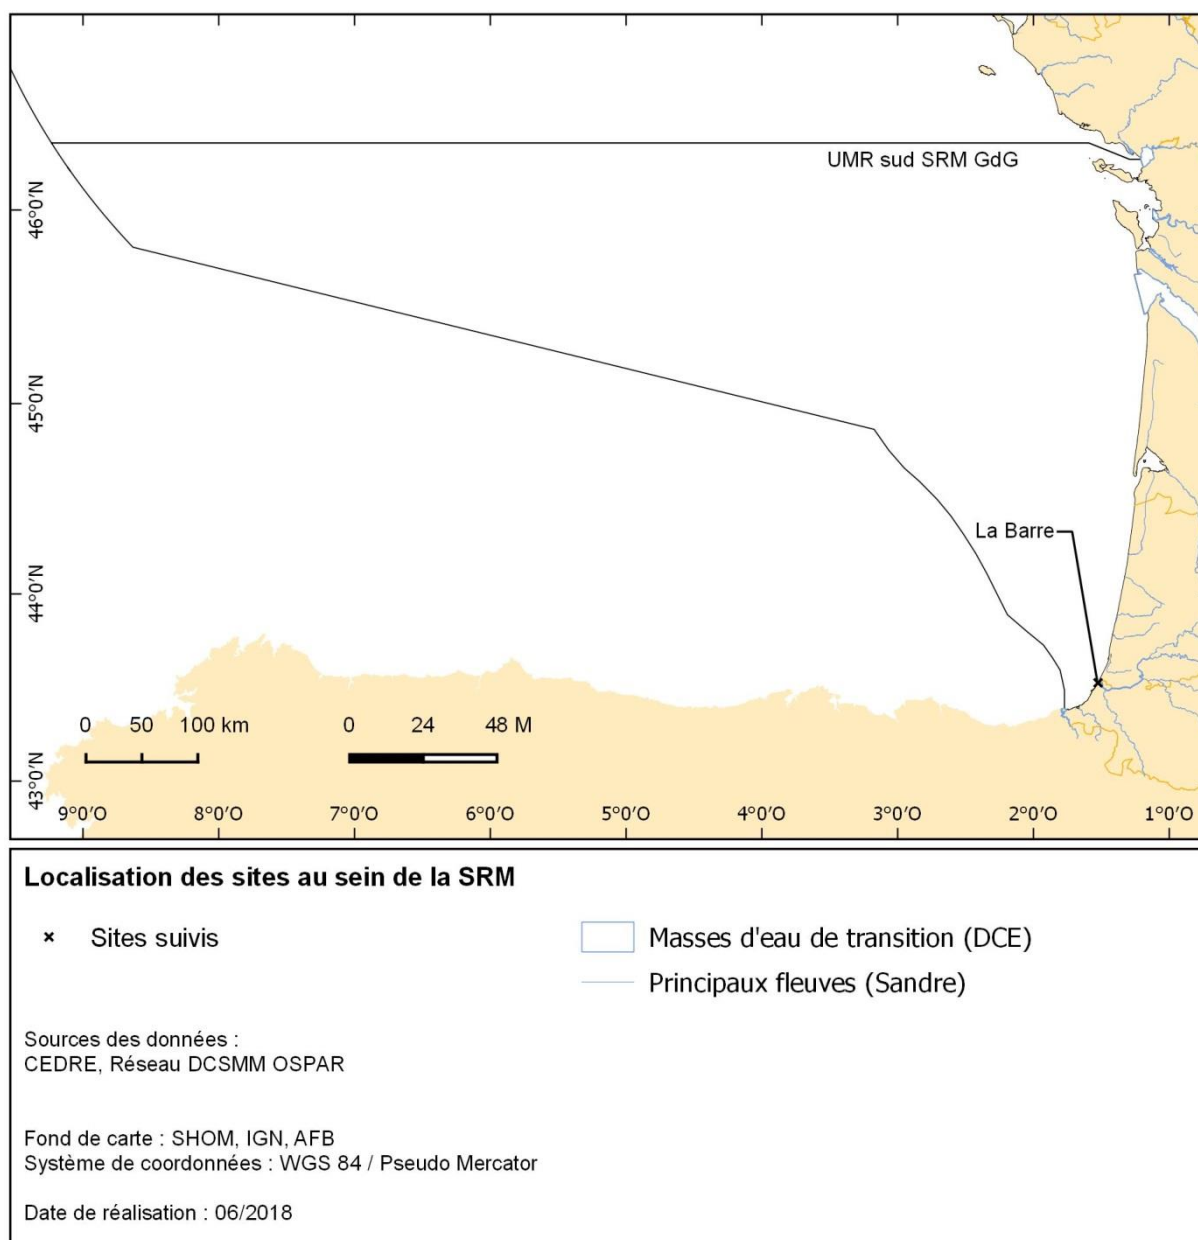 UMR sud SRM GdG
46°0'N
45°0'N
La Barre
44°0'N
0 50 100 km
0 24 48 M
43°0'N
9°0'O 8°0'O 7°0'O 6°0'O 5°0'O 4°0'O 3°0'O 2°0'O 1°0'O
Localisation des sites au sein de la SRM
Sites suivis
Masses d'eau de transition (DCE)
Principaux fleuves (Sandre)
Sources des données :
CEDRE, Réseau DCSMM OSPAR
Fond de carte : SHOM, IGN, AFB
Système de coordonnées : WGS 84 / Pseudo Mercator
Date de réalisation : 06/2018